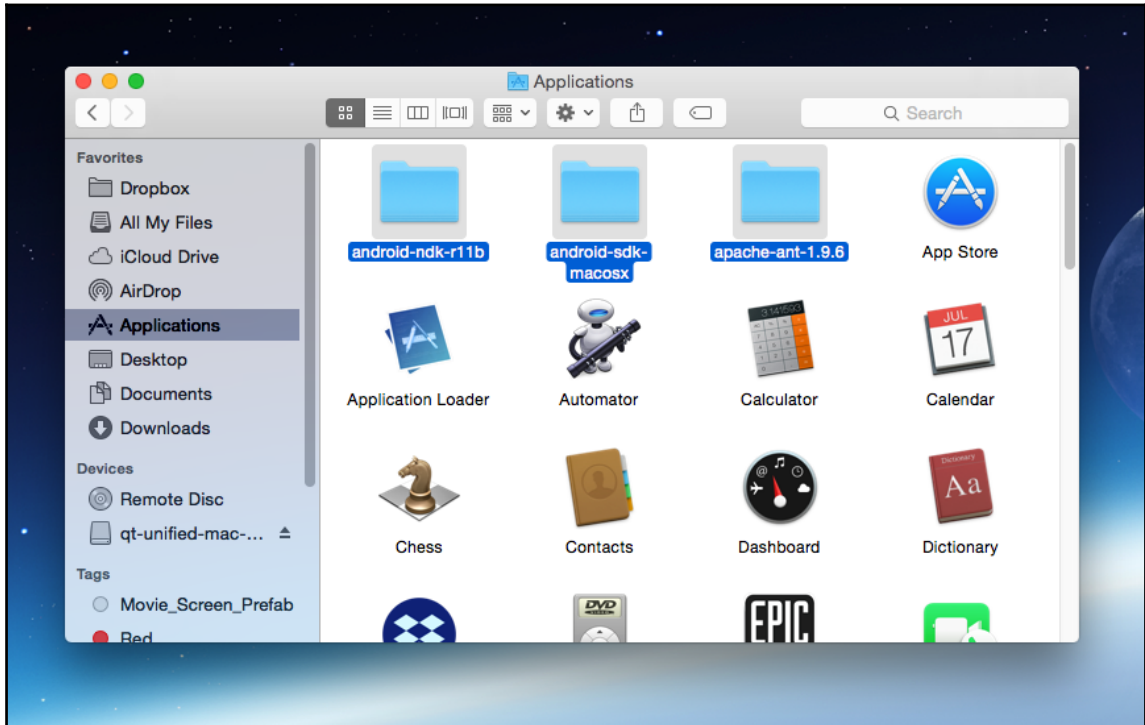 Applications
Search
Favorites
Dropbox
All My Files
iCloud Drive
AirDrop
Applications
Desktop
Documents
Downloads
Devices
Remote Disc
qt-unified-mac-...
Tags
Movie_Screen_Prefab
Red
android-ndk-r11b
android-sdk-
macosx
apache-ant-1.9.6
App Store
Application Loader
Automator
3.141593
Calculator
JUL
17
Calendar
Chess
Contacts
Dashboard
Dictionary
Aa
Dictionary
DVD
EPIC